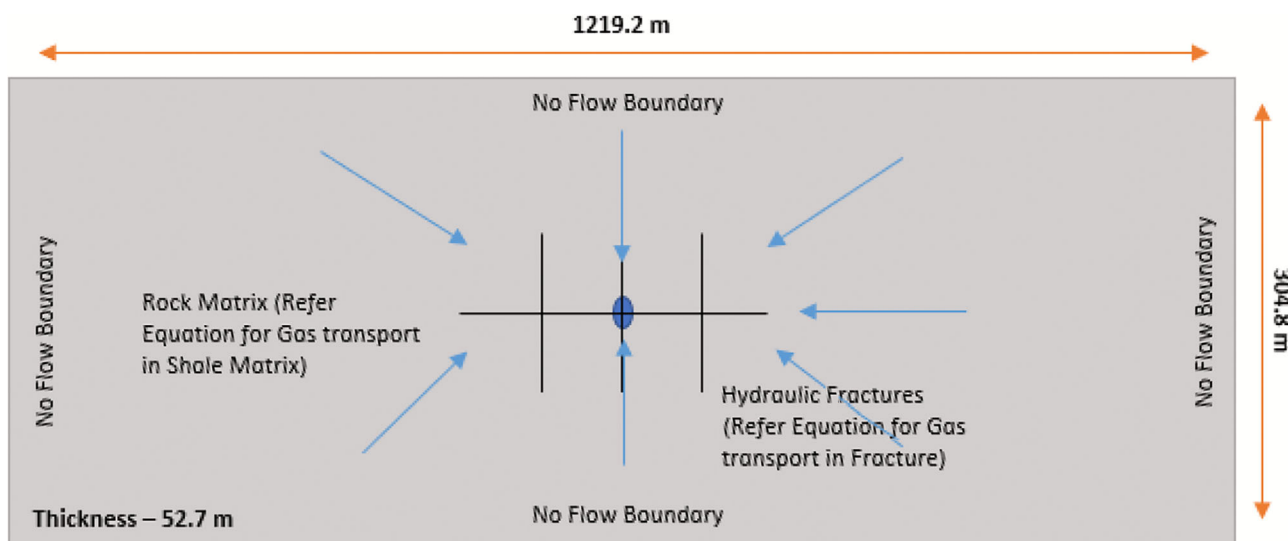 1219.2 m
No Flow Boundary
No Flow Boundary
Rock Matrix (Refer
Equation for Gas transport
in Shale Matrix)
Hydraulic Fractures
(Refer Equation for Gas
transport in Fracture)
No Flow Boundary
304.8 m
Thickness – 52.7 m
No Flow Boundary